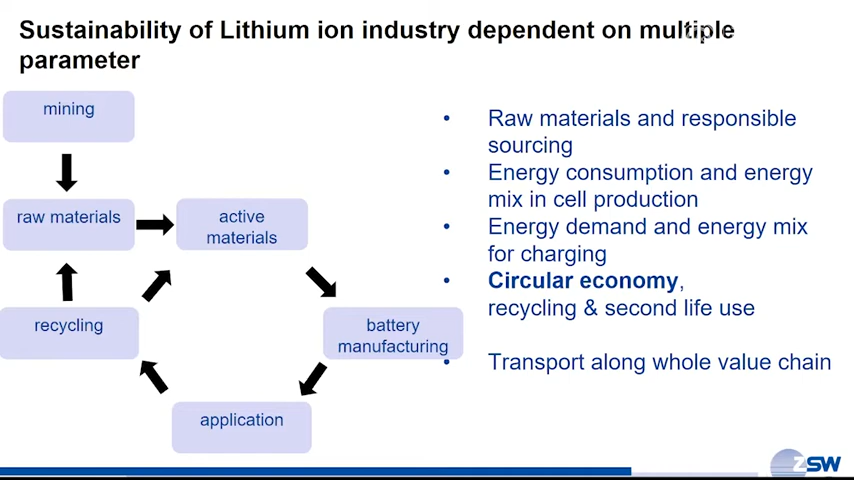 Sustainability of Lithium ion industry dependent on multiple
parameter
mining
raw materials
active
materials
recycling
battery
manufacturing
application
• Raw materials and responsible
sourcing
• Energy consumption and energy
mix in cell production
• Energy demand and energy mix
for charging
• Circular economy,
recycling & second life use
• Transport along whole value chain
ZSW